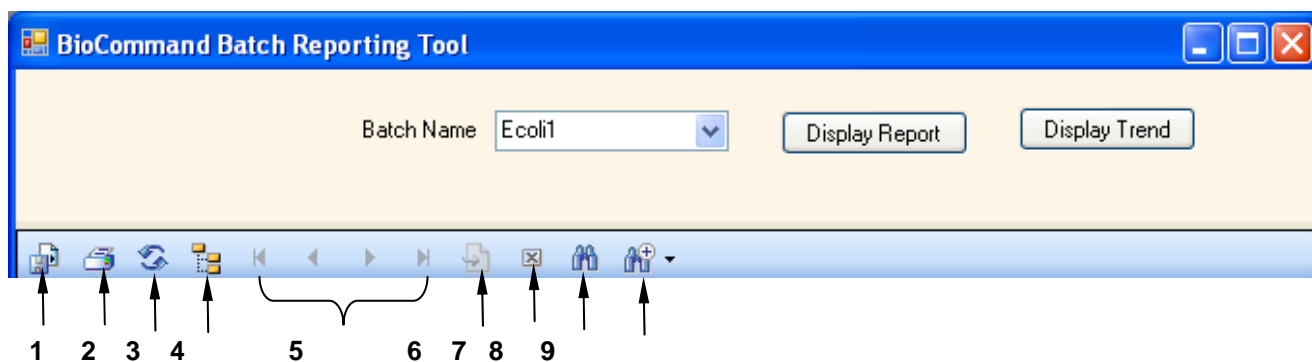 BioCommand Batch Reporting Tool
Batch Name Ecoli1 Display Report Display Trend
1 2 3 4 5 6 7 8 9